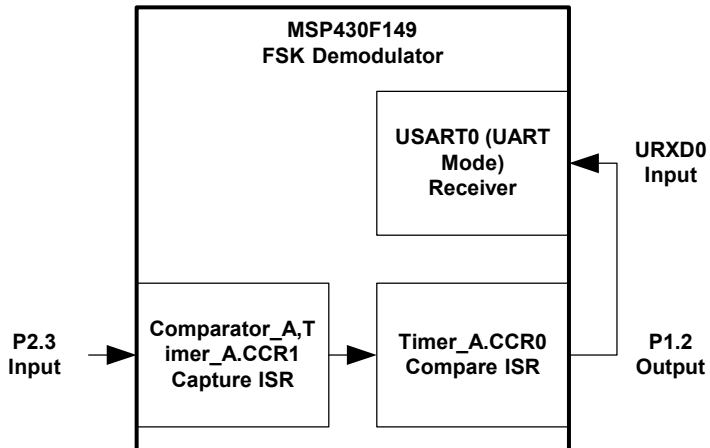 MSP430F149
FSK Demodulator
USART0 (UART
Mode)
Receiver
URXD0
Input
P2.3
Input
Comparator_A,T
imer_A.CCR1
Capture ISR
Timer_A.CCR0
Compare ISR
P1.2
Output